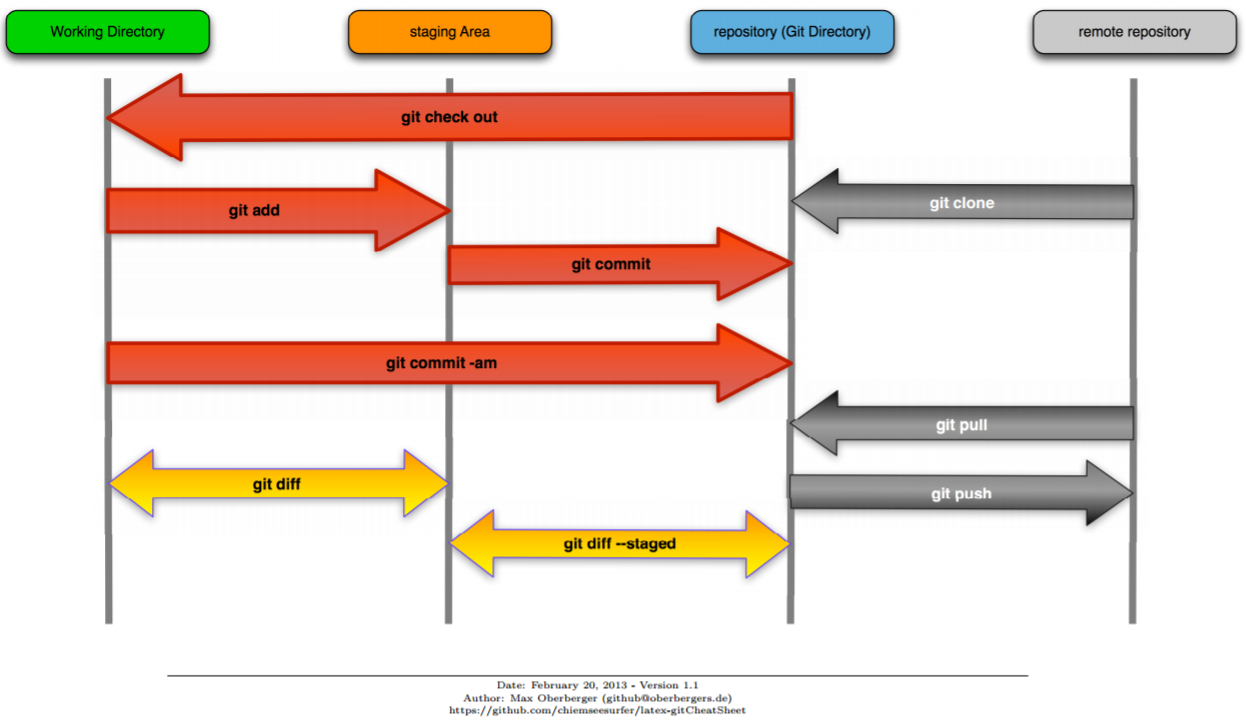 Working Directory
staging Area
repository (Git Directory)
remote repository
git check out
git add
git clone
git commit
git commit -am
git pull
git diff
git push
git diff --staged
Date: February 20, 2013 - Version 1.1
Author: Max Oberberger (github@oberbergers.de)
https://github.com/chiemseesurfer/latex-gitCheatSheet